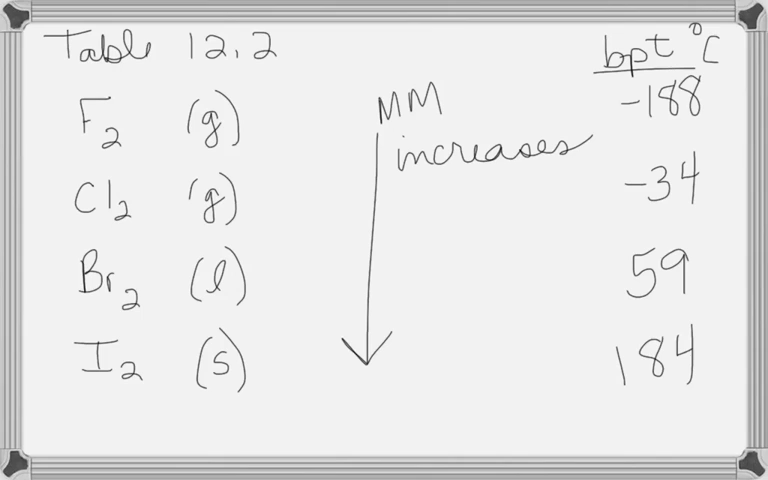 Table 12.2 bpt °C
F2 (g) MM increases -188
Cl2 (g) -34
Br2 (l) 59
I2 (s) 184